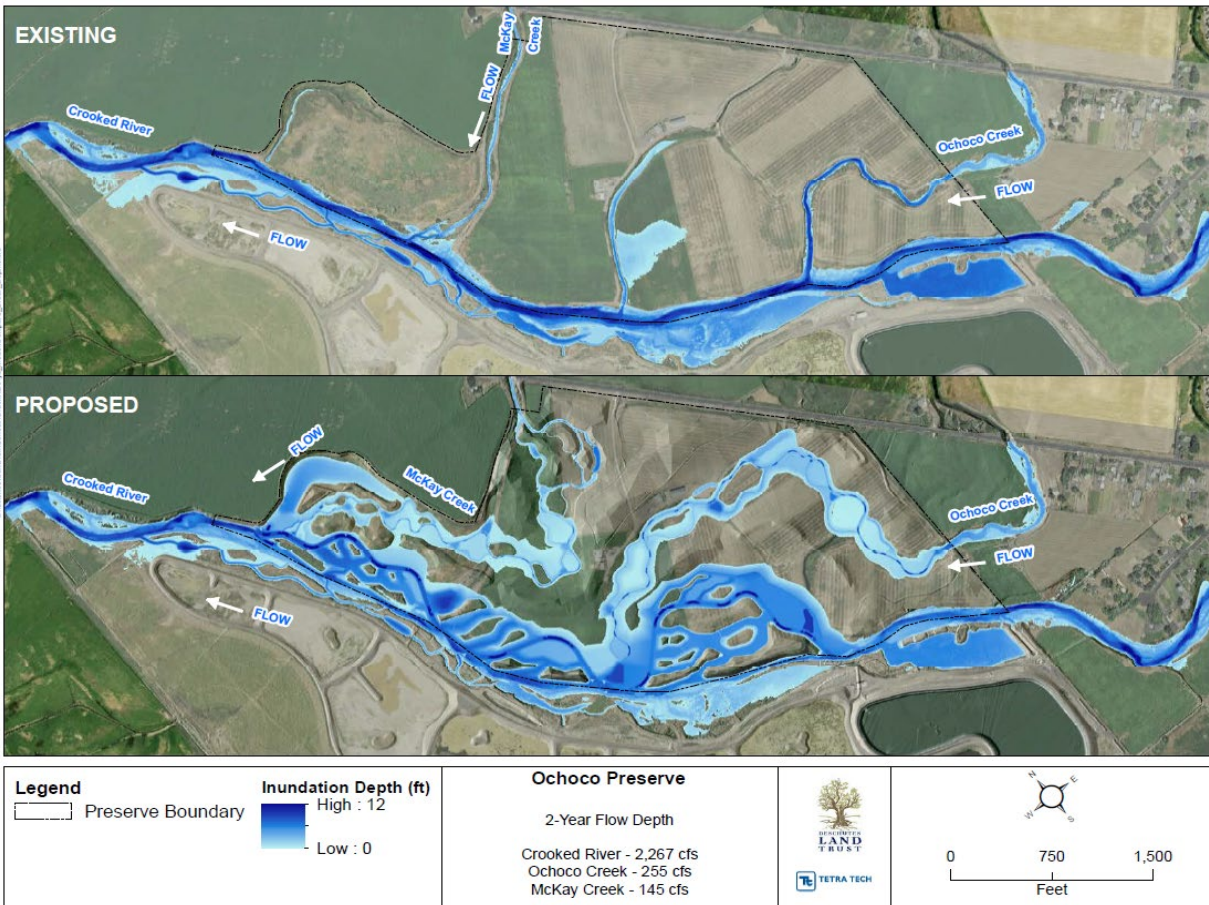 EXISTING
McKay
Creek
FLOW
Crooked River
Ochoco Creek
FLOW
FLOW
PROPOSED
FLOW
McKay Creek
Crooked River
Ochoco Creek
FLOW
FLOW
Legend
Preserve Boundary
Inundation Depth (ft)
High : 12
Low : 0
Ochoco Preserve
2-Year Flow Depth
Crooked River - 2,267 cfs
Ochoco Creek - 255 cfs
McKay Creek - 145 cfs
DESCHUTES
LAND
TRUST
Tt TETRA TECH
N
E
W
S
0 750 1,500
Feet